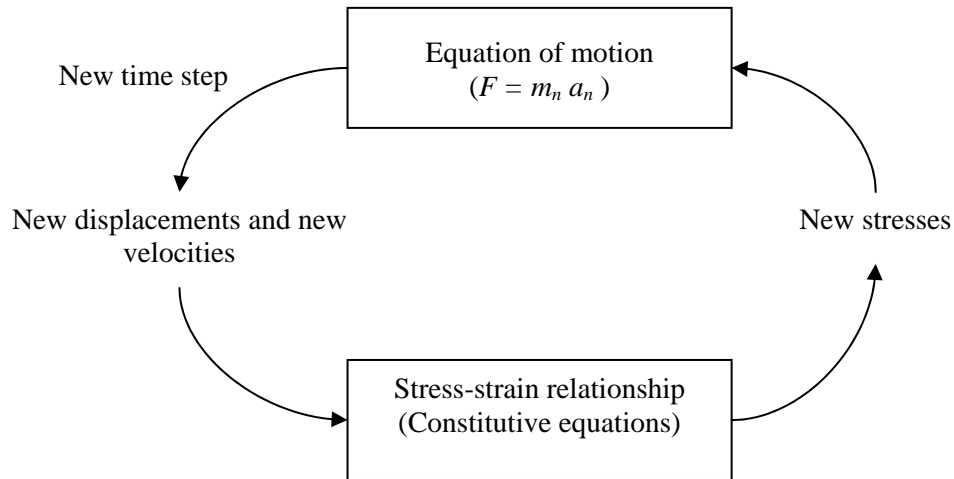 Equation of motion
(F = mₙ aₙ )
New time step
New displacements and new
velocities
New stresses
Stress-strain relationship
(Constitutive equations)